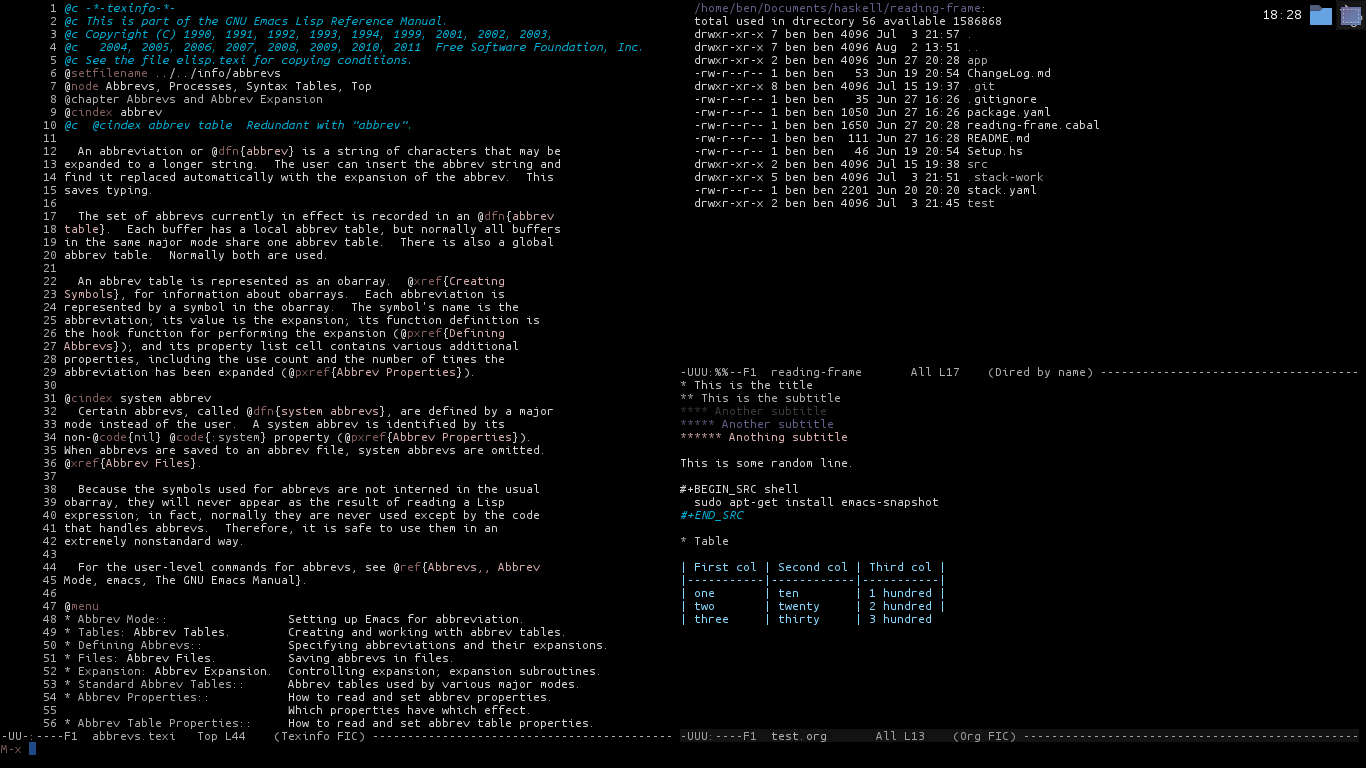 1 @c -*-texinfo-*-
2 @c This is part of the GNU Emacs Lisp Reference Manual.
3 @c Copyright (C) 1990, 1991, 1992, 1993, 1994, 1999, 2001, 2002, 2003,
4 @c   2004, 2005, 2006, 2007, 2008, 2009, 2010, 2011  Free Software Foundation, Inc.
5 @c See the file elisp.texi for copying conditions.
6 @setfilename ../../info/abbrevs
7 @node Abbrevs, Processes, Syntax Tables, Top
8 @chapter Abbrevs and Abbrev Expansion
9 @cindex abbrev
10 @c  @cindex abbrev table  Redundant with "abbrev".
11
12   An abbreviation or @dfn{abbrev} is a string of characters that may be
13 expanded to a longer string.  The user can insert the abbrev string and
14 find it replaced automatically with the expansion of the abbrev.  This
15 saves typing.
16
17   The set of abbrevs currently in effect is recorded in an @dfn{abbrev
18 table}.  Each buffer has a local abbrev table, but normally all buffers
19 in the same major mode share one abbrev table.  There is also a global
20 abbrev table.  Normally both are used.
21
22   An abbrev table is represented as an obarray.  @xref{Creating
23 Symbols}, for information about obarrays.  Each abbreviation is
24 represented by a symbol in the obarray.  The symbol's name is the
25 abbreviation; its value is the expansion; its function definition is
26 the hook function for performing the expansion (@pxref{Defining
27 Abbrevs}); and its property list cell contains various additional
28 properties, including the use count and the number of times the
29 abbreviation has been expanded (@pxref{Abbrev Properties}).
30
31 @cindex system abbrev
32   Certain abbrevs, called @dfn{system abbrevs}, are defined by a major
33 mode instead of the user.  A system abbrev is identified by its
34 non-@code{nil} @code{:system} property (@pxref{Abbrev Properties}).
35 When abbrevs are saved to an abbrev file, system abbrevs are omitted.
36 @xref{Abbrev Files}.
37
38   Because the symbols used for abbrevs are not interned in the usual
39 obarray, they will never appear as the result of reading a Lisp
40 expression; in fact, normally they are never used except by the code
41 that handles abbrevs.  Therefore, it is safe to use them in an
42 extremely nonstandard way.
43
44   For the user-level commands for abbrevs, see @ref{Abbrevs,, Abbrev
45 Mode, emacs, The GNU Emacs Manual}.
46
47 @menu
48 * Abbrev Mode::                  Setting up Emacs for abbreviation.
49 * Tables: Abbrev Tables.         Creating and working with abbrev tables.
50 * Defining Abbrevs::             Specifying abbreviations and their expansions.
51 * Files: Abbrev Files.           Saving abbrevs in files.
52 * Expansion: Abbrev Expansion.  Controlling expansion; expansion subroutines.
53 * Standard Abbrev Tables::       Abbrev tables used by various major modes.
54 * Abbrev Properties::            How to read and set abbrev properties.
55                                  Which properties have which effect.
56 * Abbrev Table Properties::      How to read and set abbrev table properties.
-UU-:----F1  abbrevs.texi   Top L44    (Texinfo FIC) --------------------------------------------
M-x
/home/ben/Documents/haskell/reading-frame:
total used in directory 56 available 1586868
drwxr-xr-x 7 ben ben 4096 Jul  3 21:57 .
drwxr-xr-x 7 ben ben 4096 Aug  2 13:51 ..
drwxr-xr-x 2 ben ben 4096 Jun 27 20:28 app
-rw-r--r-- 1 ben ben   53 Jun 19 20:54 ChangeLog.md
drwxr-xr-x 8 ben ben 4096 Jul 15 19:37 .git
-rw-r--r-- 1 ben ben   35 Jun 27 16:26 .gitignore
-rw-r--r-- 1 ben ben 1050 Jun 27 16:26 package.yaml
-rw-r--r-- 1 ben ben 1650 Jun 27 20:28 reading-frame.cabal
-rw-r--r-- 1 ben ben  111 Jun 27 16:28 README.md
-rw-r--r-- 1 ben ben   46 Jun 19 20:54 Setup.hs
drwxr-xr-x 2 ben ben 4096 Jul 15 19:38 src
drwxr-xr-x 5 ben ben 4096 Jul  3 21:51 .stack-work
-rw-r--r-- 1 ben ben 2201 Jun 20 20:20 stack.yaml
drwxr-xr-x 2 ben ben 4096 Jul  3 21:45 test
18:28
-UUU:%%--F1  reading-frame       All L17    (Dired by name) -------------------------------------
* This is the title
** This is the subtitle
**** Another subtitle
***** Another subtitle
****** Anothing subtitle

This is some random line.

#+BEGIN_SRC shell
  sudo apt-get install emacs-snapshot
#+END_SRC

* Table

| First col | Second col | Third col |
|-----------|------------|-----------|
| one       | ten        | 1 hundred |
| two       | twenty     | 2 hundred |
| three     | thirty     | 3 hundred
-UUU:----F1  test.org       All L13    (Org FIC) ------------------------------------------------